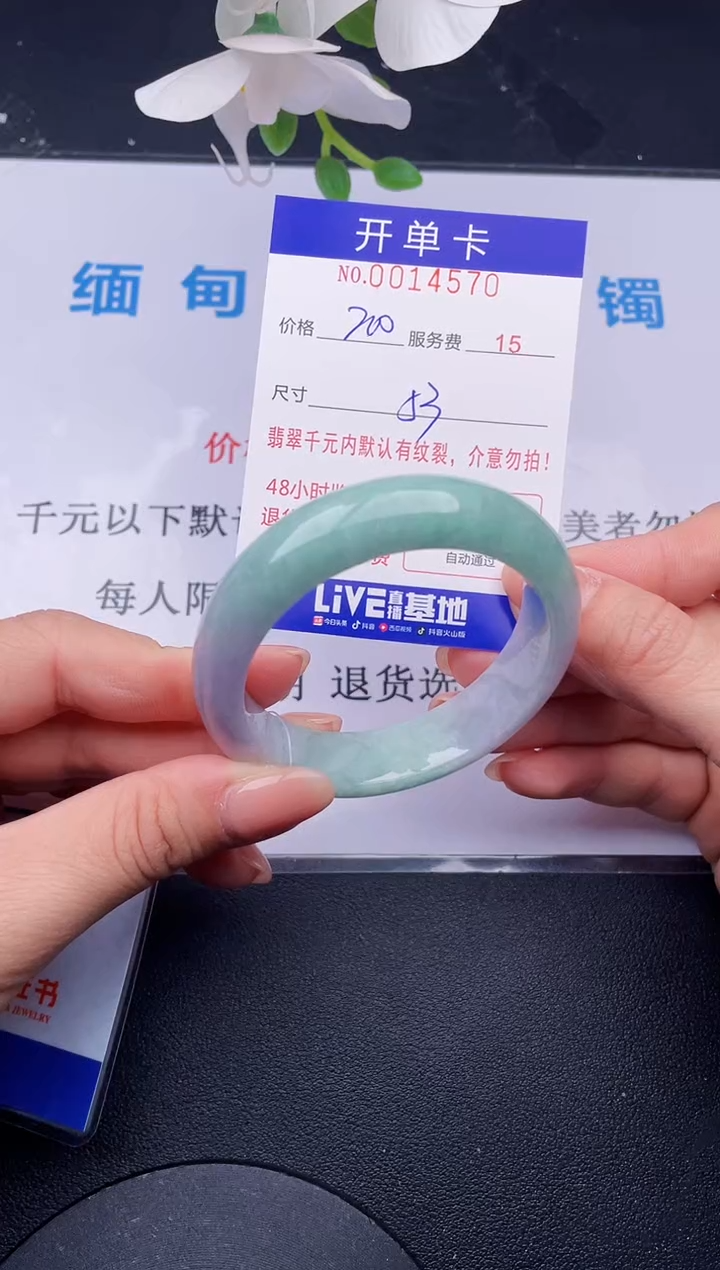 开单卡
NO.0014570
缅甸
镯
价格 700 服务费 15
尺寸 53
翡翠千元内默认有纹裂，介意勿拍！
价
48小时
千元以下默
美者勿
退
费
自动通过
每人限
LiVE直播基地
今日头条 抖音 西瓜视频 抖音火山版
退货选
书
JEWELRY